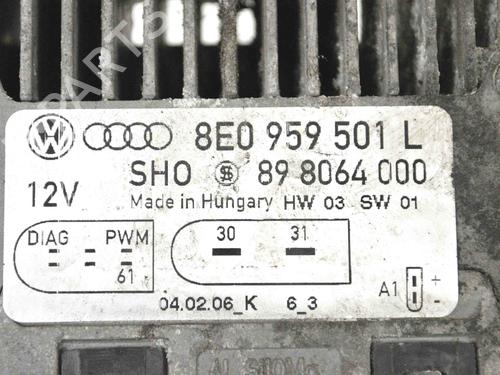 8E0 959 501 L
SHO 89 8064 000
12V
Made in Hungary HW 03 SW 01
DIAG PWM
61
30 31
A1 + -
04.02.06_K 6_3